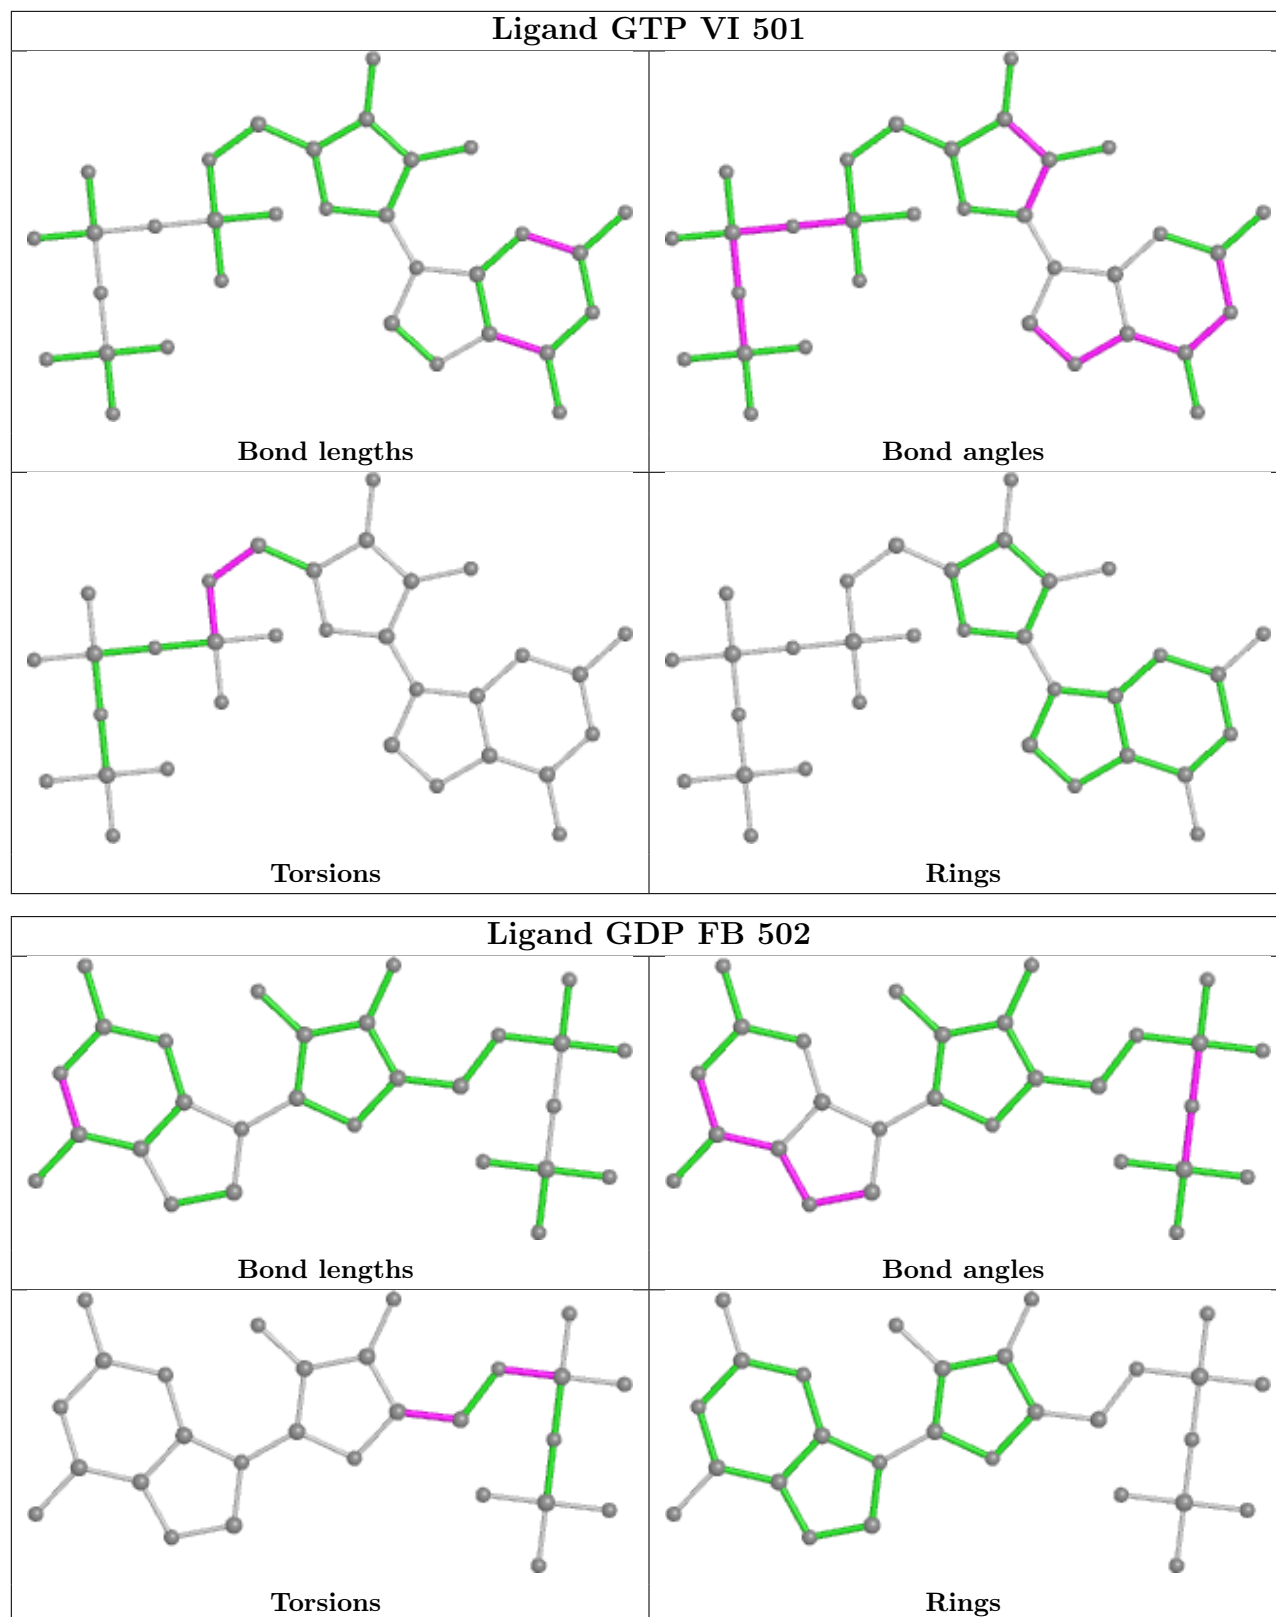 Ligand GTP VI 501
Bond lengths
Bond angles
Torsions
Rings
Ligand GDP FB 502
Bond lengths
Bond angles
Torsions
Rings